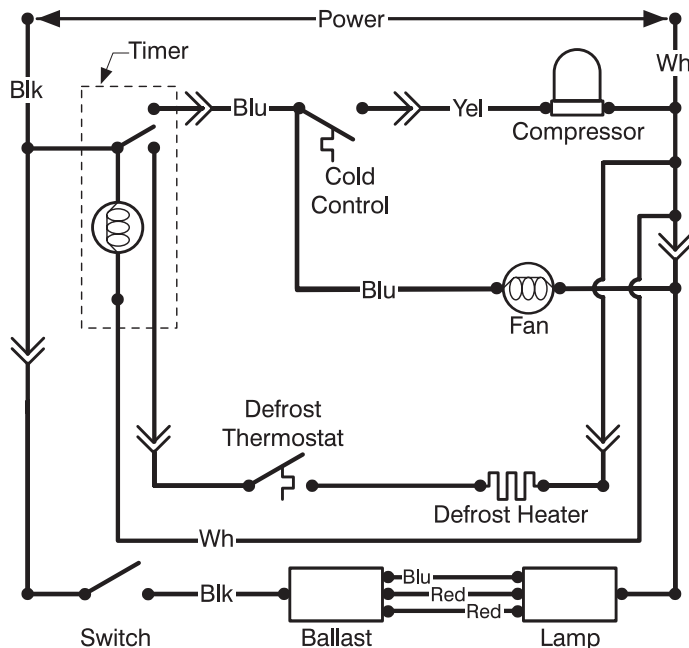 Power
Timer
Blk
Wh
Blu
Yel
Compressor
Cold
Control
Blu
Fan
Defrost
Thermostat
Defrost Heater
Wh
Blu
Blk
Red
Red
Switch
Ballast
Lamp